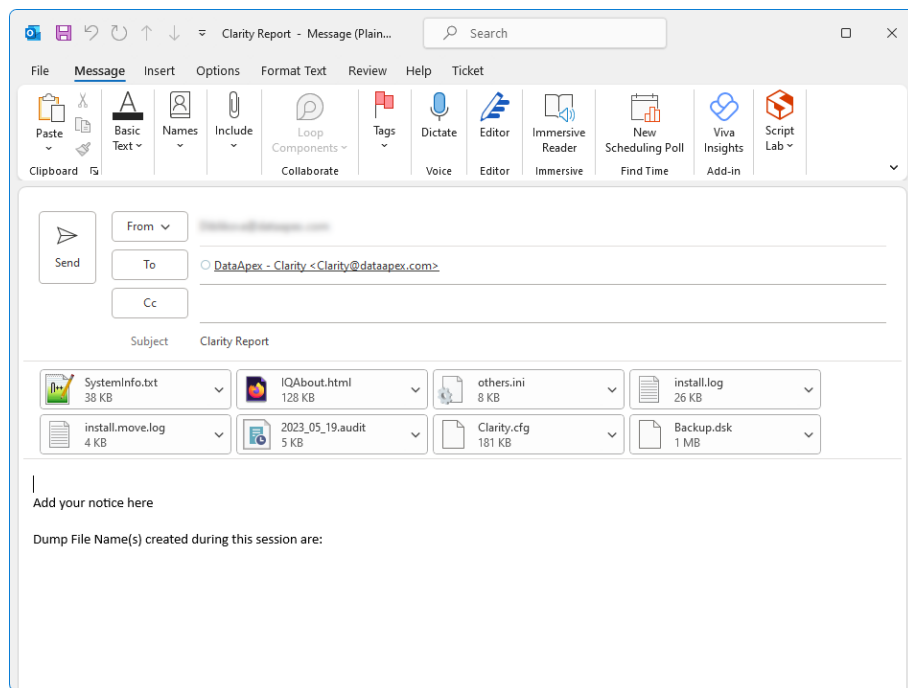 Clarity Report - Message (Plain...
Search
File Message Insert Options Format Text Review Help Ticket
Paste
Basic Text
Names
Include
Loop Components
Tags
Dictate
Editor
Immersive Reader
New Scheduling Poll
Viva Insights
Script Lab
Clipboard Collaborate Voice Editor Immersive Find Time Add-in
Send
From
To DataApex - Clarity <Clarity@dataapex.com>
Cc
Subject Clarity Report
SystemInfo.txt IQAbout.html others.ini install.log
38 KB 128 KB 8 KB 26 KB
install.move.log 2023_05_19.audit Clarity.cfg Backup.dsk
4 KB 5 KB 181 KB 1 MB
Add your notice here
Dump File Name(s) created during this session are: